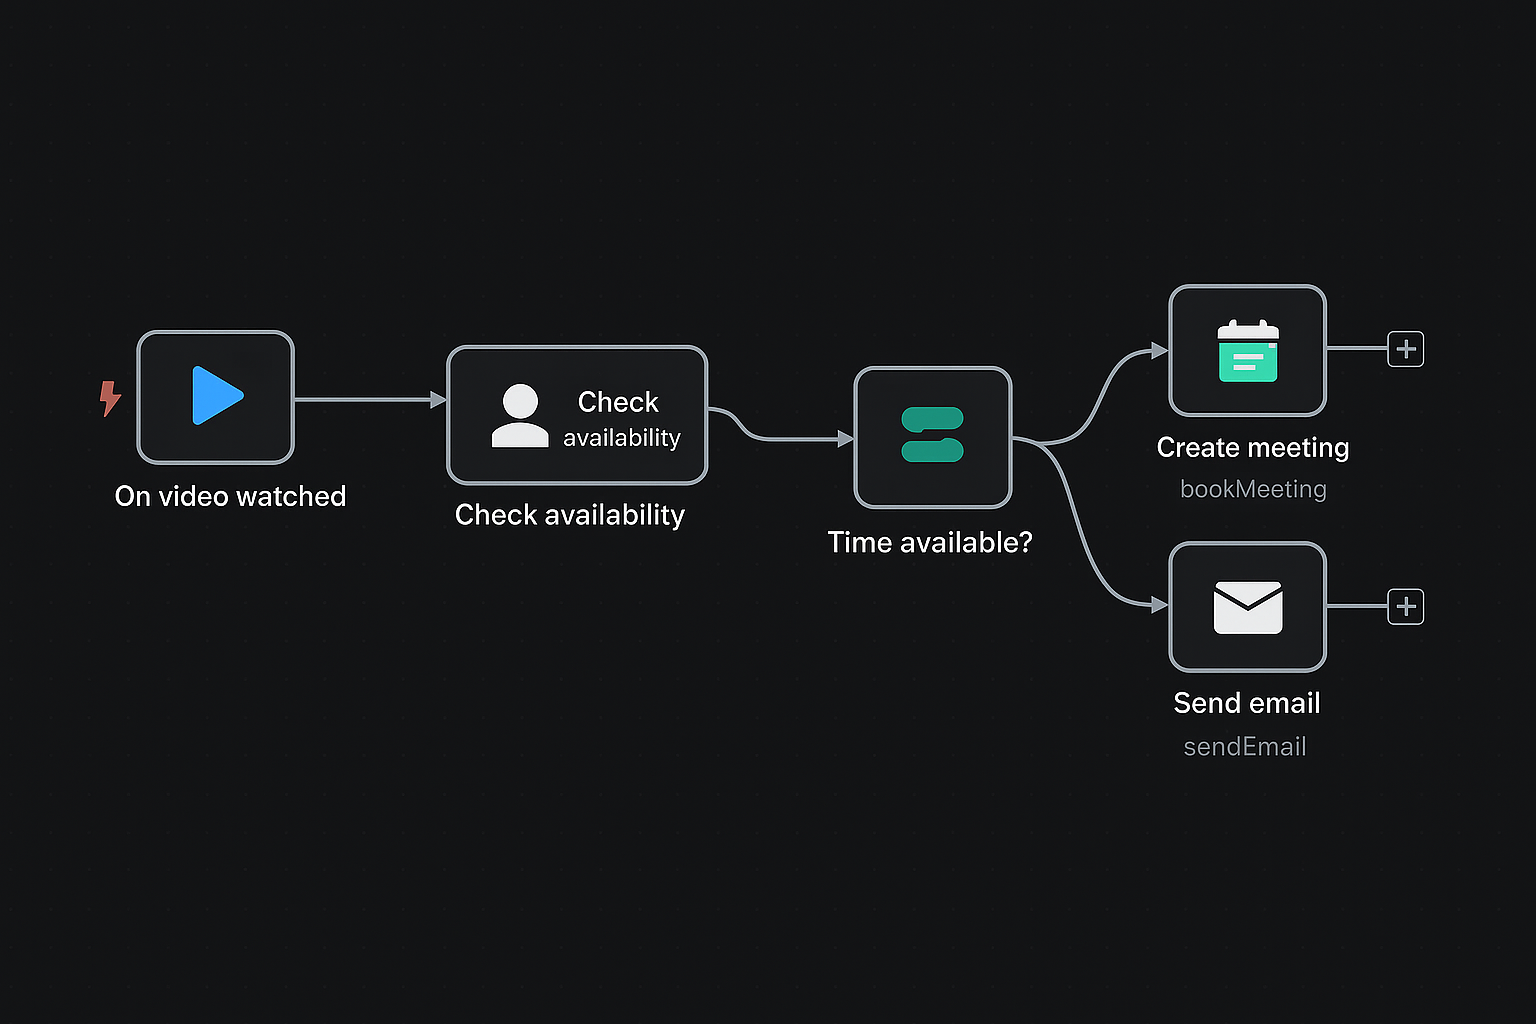 On video watched
Check
availability
Check availability
Time available?
Create meeting
bookMeeting
Send email
sendEmail